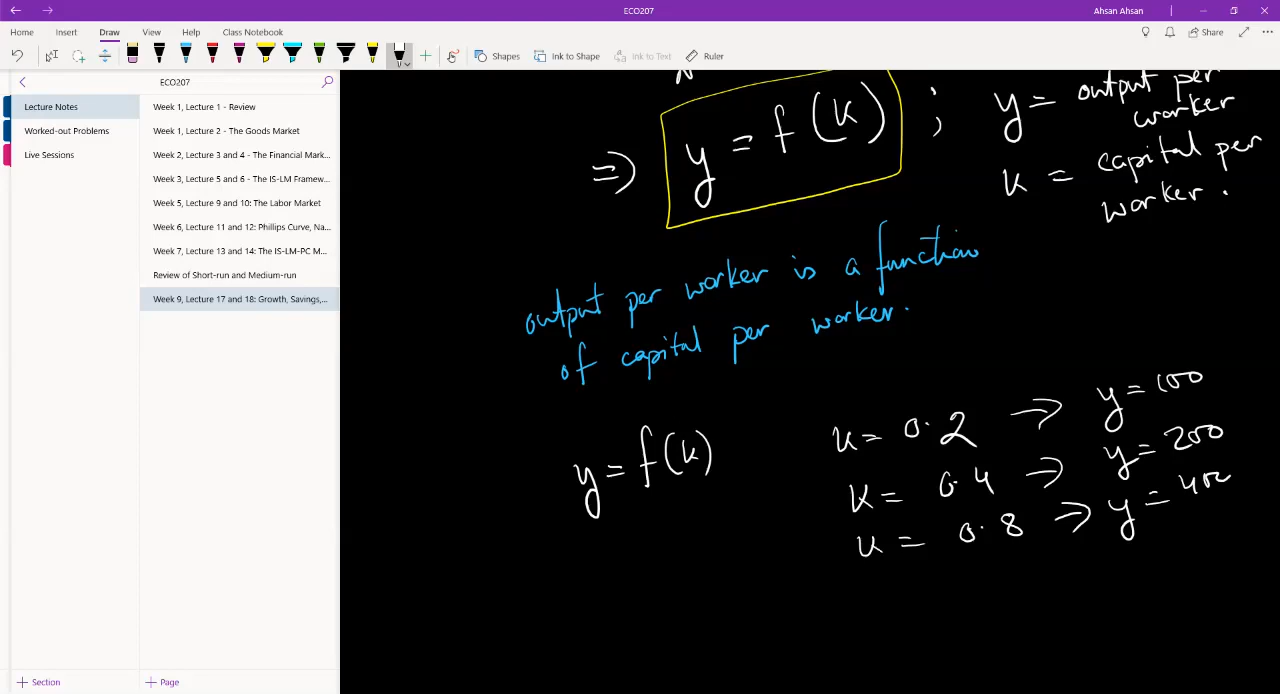 ECO207
Ahsan Ahsan
Home Insert Draw View Help Class Notebook
Share
Shapes Ink to Shape Ink to Text Ruler
ECO207
Lecture Notes
Worked-out Problems
Live Sessions
Week 1, Lecture 1 - Review
Week 1, Lecture 2 - The Goods Market
Week 2, Lecture 3 and 4 - The Financial Mark...
Week 3, Lecture 5 and 6 - The IS-LM Framew...
Week 5, Lecture 9 and 10: The Labor Market
Week 6, Lecture 11 and 12: Phillips Curve, Na...
Week 7, Lecture 13 and 14: The IS-LM-PC M...
Review of Short-run and Medium-run
Week 9, Lecture 17 and 18: Growth, Savings,...
+ Section
+ Page
N
⇒ y = f(k) ; y = output per
worker
k = capital per
worker.
output per worker is a function
of capital per worker.
y = f(k)
k = 0.2 ⇒ y = 100
k = 0.4 ⇒ y = 200
k = 0.8 ⇒ y = 400